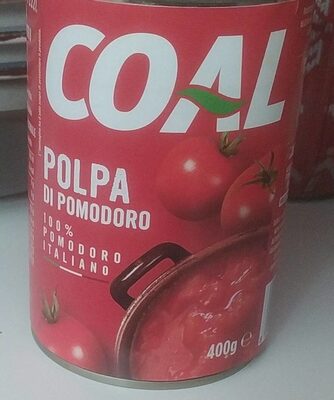 COAL
POLPA
DI POMODORO
100%
POMODORO
ITALIANO
400g e